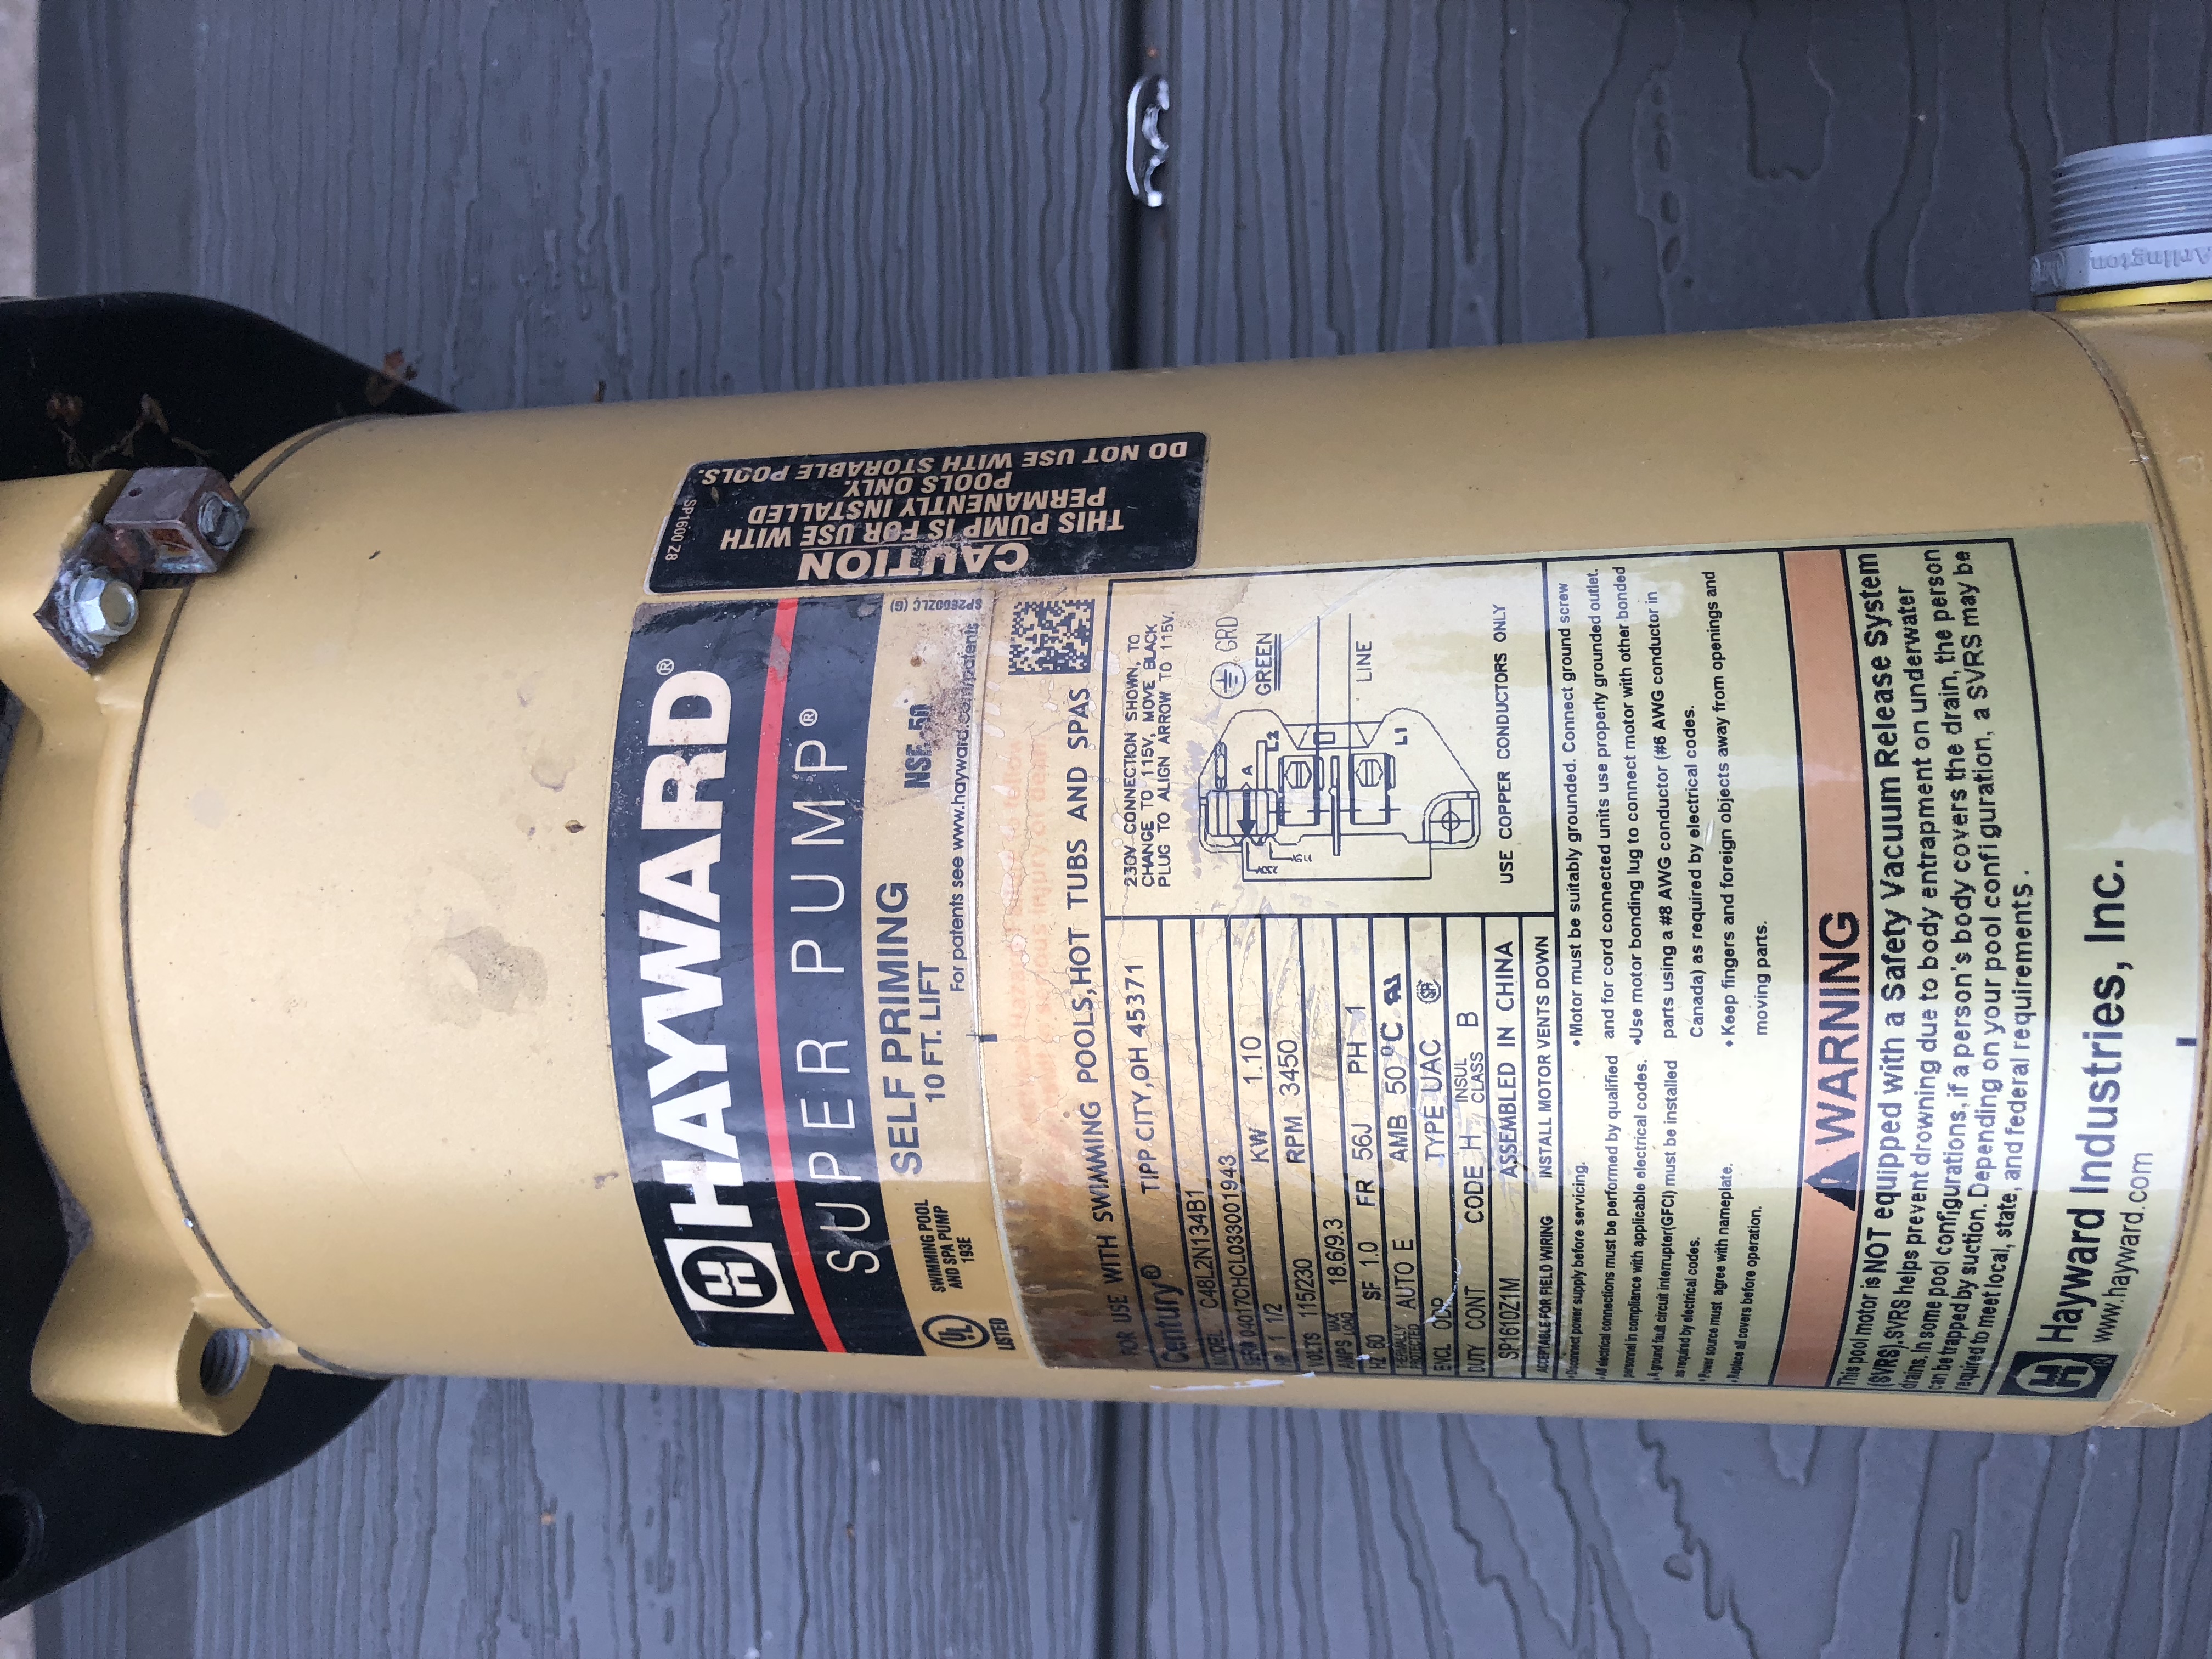 HAYWARD®
SUPER PUMP®
SELF PRIMING
10 FT. LIFT
NSF-50
UL
LISTED
SWIMMING POOL
AND SPA PUMP
193E
For patents see www.hayward.com/patents
SP2600ZLC (G)
FOR USE WITH SWIMMING POOLS,HOT TUBS AND SPAS
Century® TIPP CITY,OH 45371
MODEL C48L2N134B1
SER# 04017CHCL033001943
HP 1 1/2 KW 1.10
VOLTS 115/230 RPM 3450
AMPS MAX LOAD 18.6/9.3 PH 1
HZ 60 SF 1.0 FR 56J
THERMALLY PROTECTED AUTO E AMB 50°C
ENCL ODP TYPE UAC
DUTY CONT CODE H INSUL CLASS B
SP1610Z1M ASSEMBLED IN CHINA
ACCEPTABLE FOR FIELD WIRING INSTALL MOTOR VENTS DOWN
230V CONNECTION SHOWN, TO
CHANGE TO 115V, MOVE BLACK
PLUG TO ALIGN ARROW TO 115V.
GRD
GREEN
A
L2
LINE
L1
USE COPPER CONDUCTORS ONLY
•Disconnect power supply before servicing.
•All electrical connections must be performed by qualified
personnel in compliance with applicable electrical codes.
•A ground fault circuit interrupter(GFCI) must be installed
as required by electrical codes.
•Power source must agree with nameplate.
•Replace all covers before operation.
•Motor must be suitably grounded. Connect ground screw
and for cord connected units use properly grounded outlet.
•Use motor bonding lug to connect motor with other bonded
parts using a #8 AWG conductor (#6 AWG conductor in
Canada) as required by electrical codes.
•Keep fingers and foreign objects away from openings and
moving parts.
WARNING
This pool motor is NOT equipped with a Safety Vacuum Release System
(SVRS).SVRS helps prevent drowning due to body entrapment on underwater
drains. In some pool configurations, if a person's body covers the drain, the person
can be trapped by suction. Depending on your pool configuration, a SVRS may be
required to meet local, state, and federal requirements.
Hayward Industries, Inc.
www.hayward.com
CAUTION
THIS PUMP IS FOR USE WITH
PERMANENTLY INSTALLED
POOLS ONLY.
DO NOT USE WITH STORABLE POOLS.
SP1600 Z8
Arlington